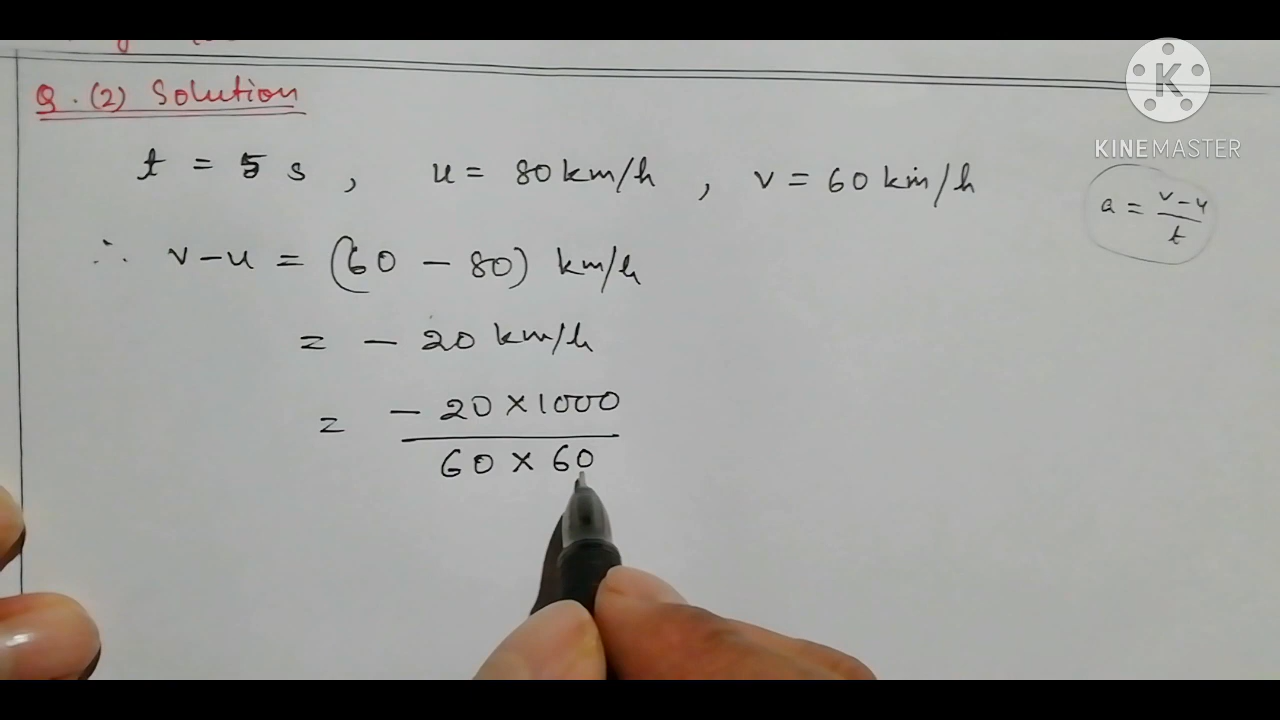 Q. (2) Solution
K
KINEMASTER
t = 5 s , u = 80 km/h , v = 60 km/h
a = v-u / t
∴ v-u = (60 - 80) km/h
= - 20 km/h
= - 20 × 1000
60 × 60